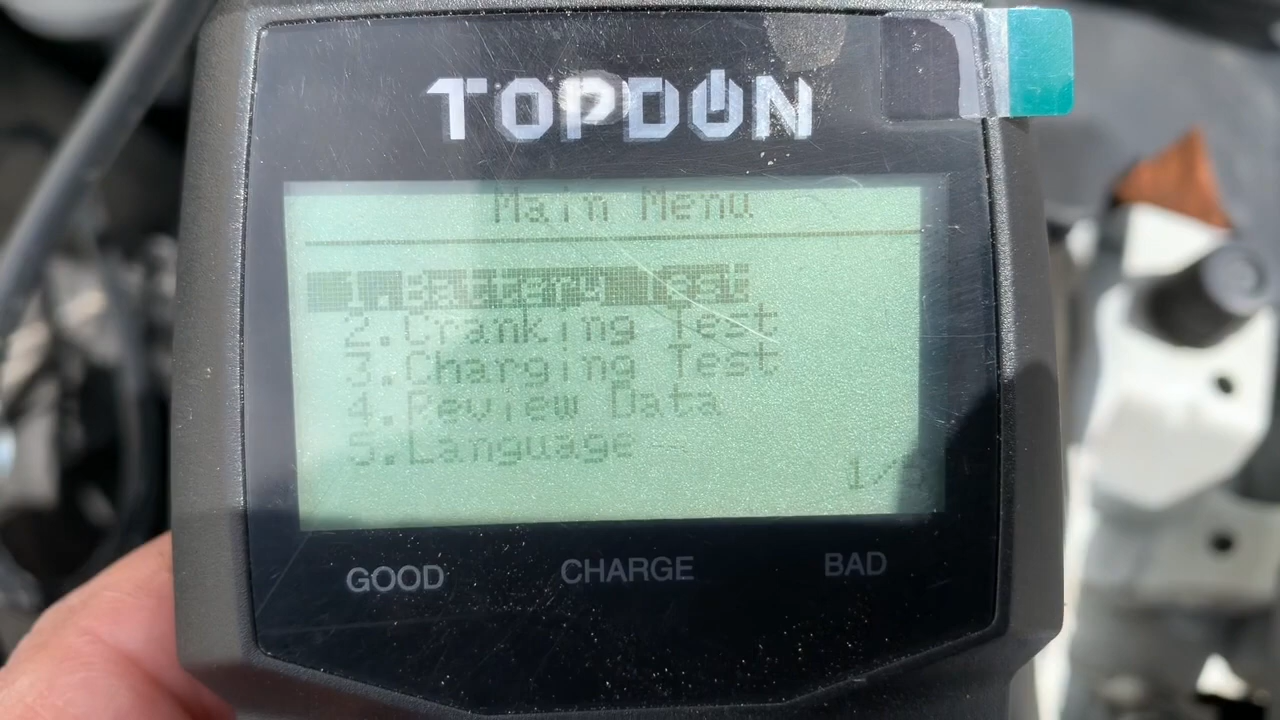 TOPDON
Main Menu
1.Battery Test
2.Cranking Test
3.Charging Test
4.Review Data
5.Language
1/
GOOD CHARGE BAD